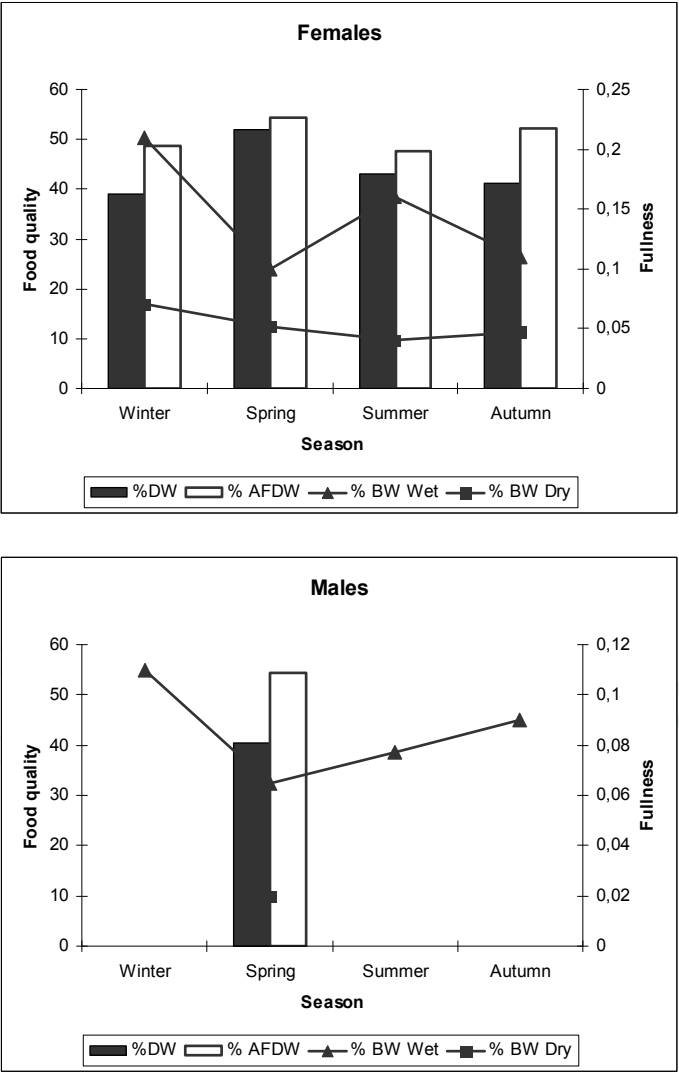 Females
60
50
40
30
20
10
0
Food quality
0,25
0,2
0,15
0,1
0,05
0
Fullness
Winter Spring Summer Autumn
Season
%DW % AFDW % BW Wet % BW Dry
Males
60
50
40
30
20
10
0
Food quality
0,12
0,1
0,08
0,06
0,04
0,02
0
Fullness
Winter Spring Summer Autumn
Season
%DW % AFDW % BW Wet % BW Dry